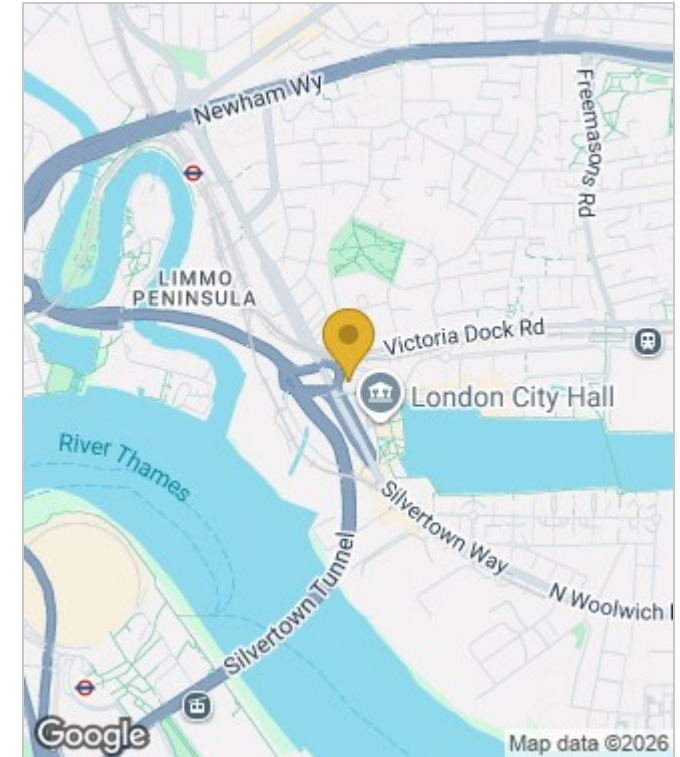 Newham Wy
Freemasons Rd
LIMMO
PENINSULA
Victoria Dock Rd
London City Hall
River Thames
Silvertown Way
Silvertown Tunnel
N Woolwich
Google
Map data ©2026